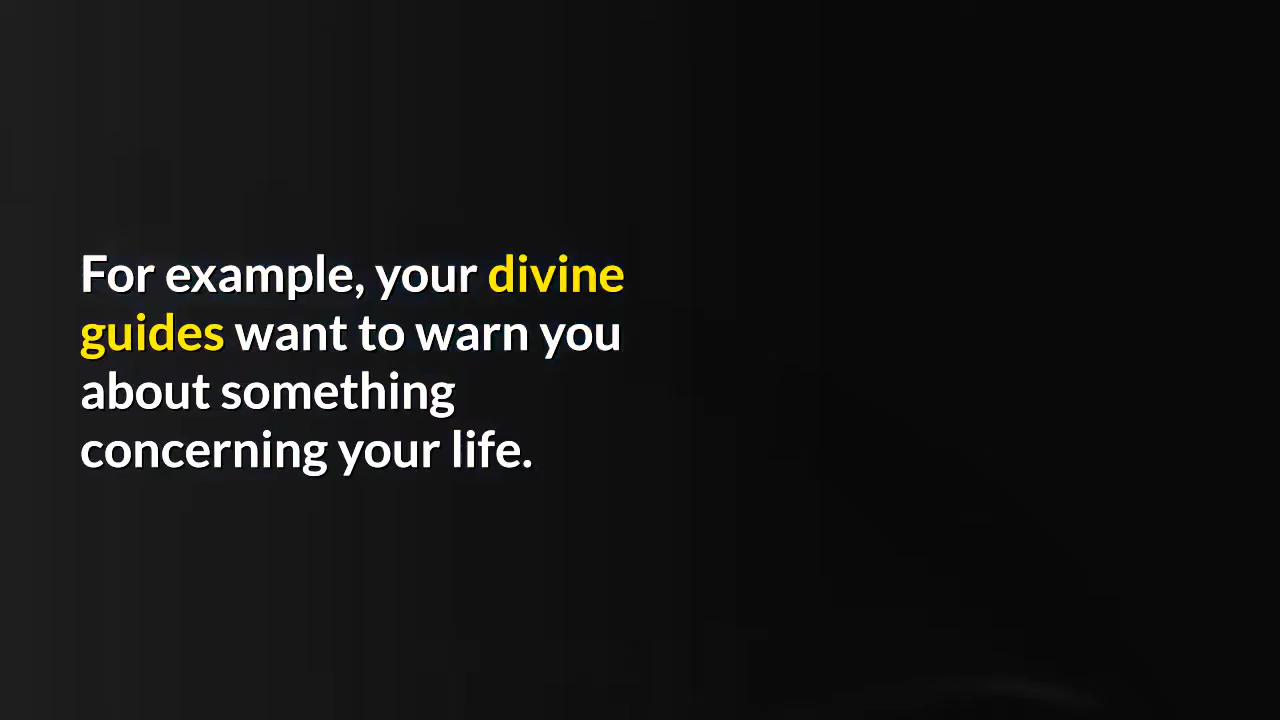 For example, your divine
guides want to warn you
about something
concerning your life.